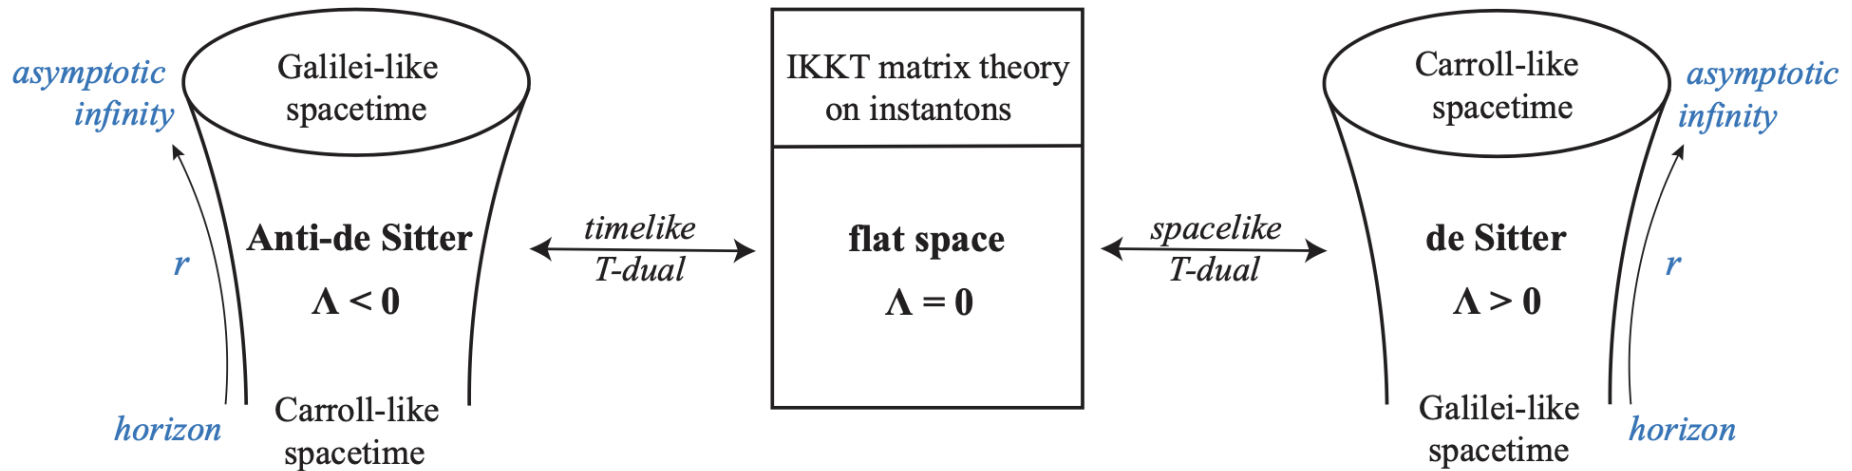 asymptotic
infinity
Galilei-like
spacetime
r
Anti-de Sitter
Λ < 0
horizon
Carroll-like
spacetime
timelike
T-dual
IKKT matrix theory
on instantons
flat space
Λ = 0
spacelike
T-dual
Carroll-like
spacetime
asymptotic
infinity
de Sitter
Λ > 0
r
Galilei-like
spacetime
horizon